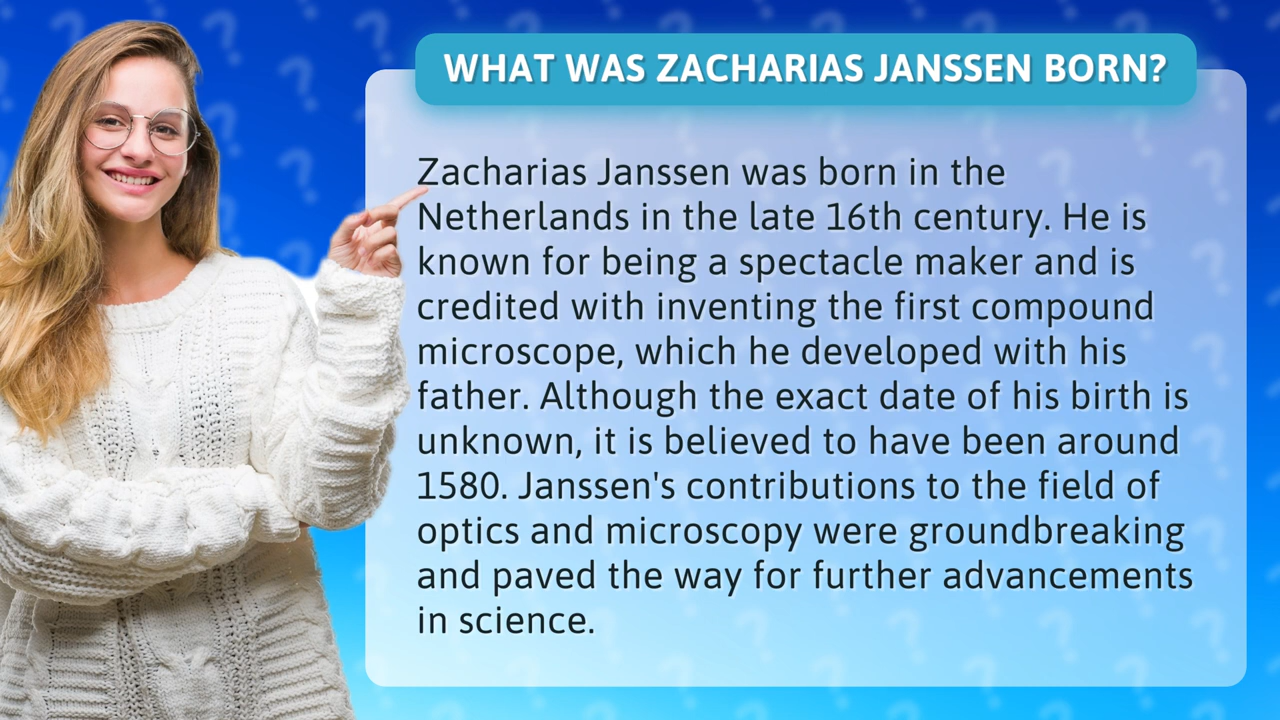 WHAT WAS ZACHARIAS JANSSEN BORN?
Zacharias Janssen was born in the
Netherlands in the late 16th century. He is
known for being a spectacle maker and is
credited with inventing the first compound
microscope, which he developed with his
father. Although the exact date of his birth is
unknown, it is believed to have been around
1580. Janssen's contributions to the field of
optics and microscopy were groundbreaking
and paved the way for further advancements
in science.